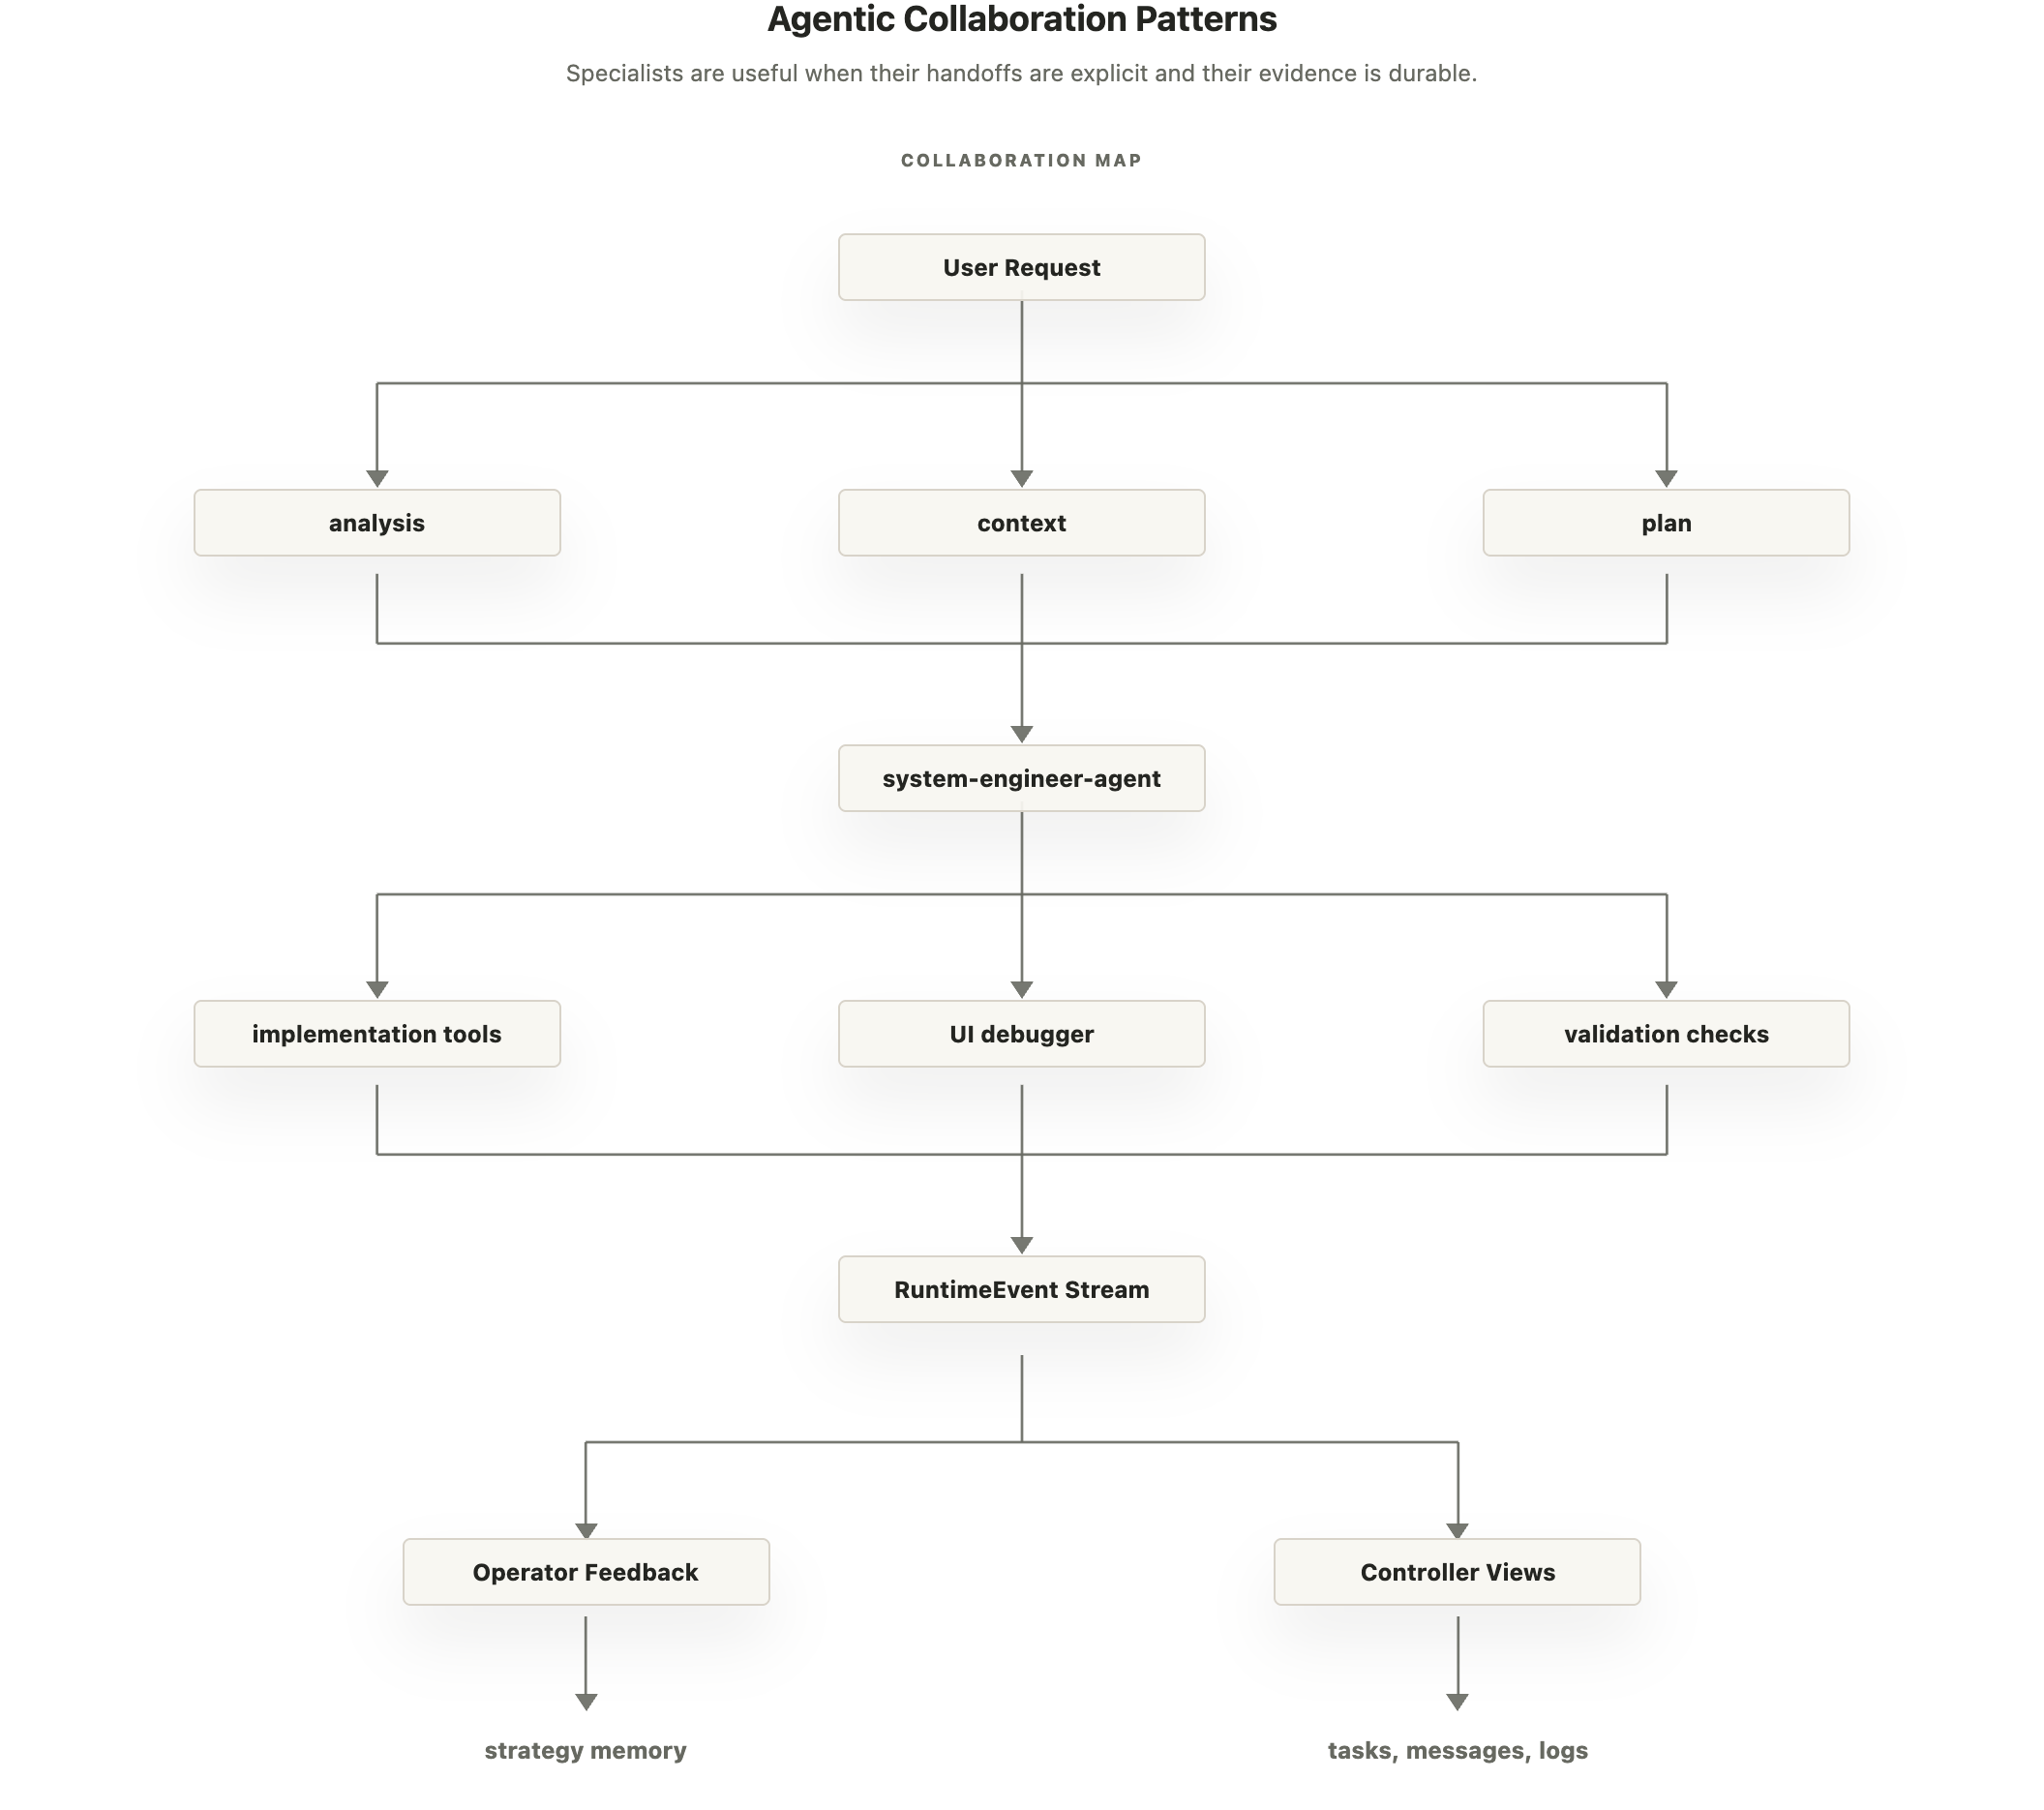 Agentic Collaboration Patterns
Specialists are useful when their handoffs are explicit and their evidence is durable.
COLLABORATION MAP
User Request
analysis
context
plan
system-engineer-agent
implementation tools
UI debugger
validation checks
RuntimeEvent Stream
Operator Feedback
Controller Views
strategy memory
tasks, messages, logs